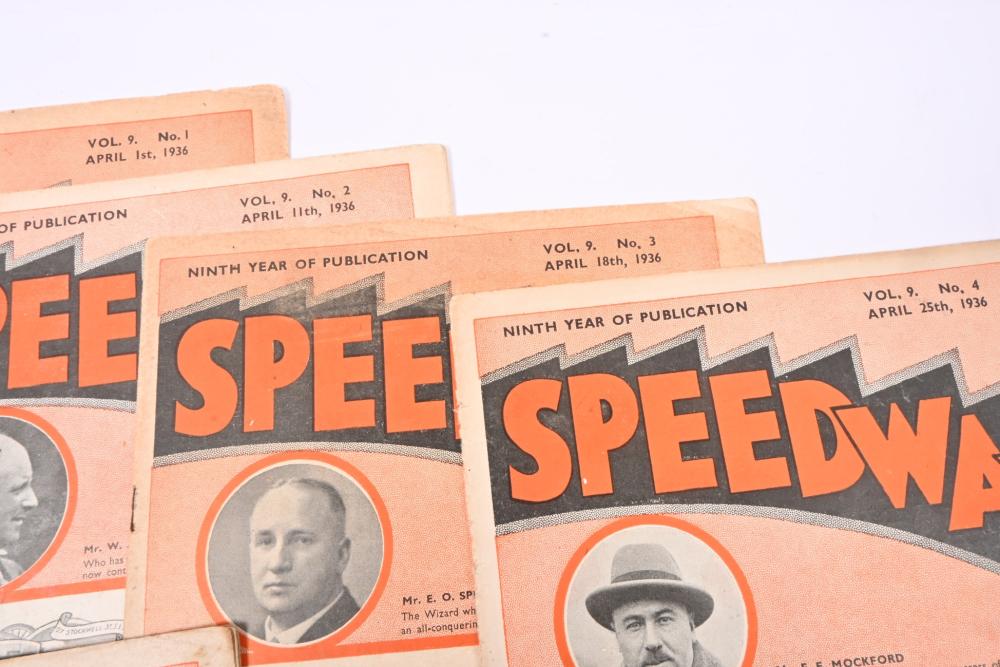 VOL. 9. No. 1
APRIL 1st, 1936
OF PUBLICATION
VOL. 9. No. 2
APRIL 11th, 1936
PEE
Mr. W.
Who has
now cont
NINTH YEAR OF PUBLICATION
VOL. 9. No. 3
APRIL 18th, 1936
SPEE
Mr. E. O. SP
The Wizard wh
an all-conquerin
NINTH YEAR OF PUBLICATION
VOL. 9. No. 4
APRIL 25th, 1936
SPEEDWA
E. MOCKFORD